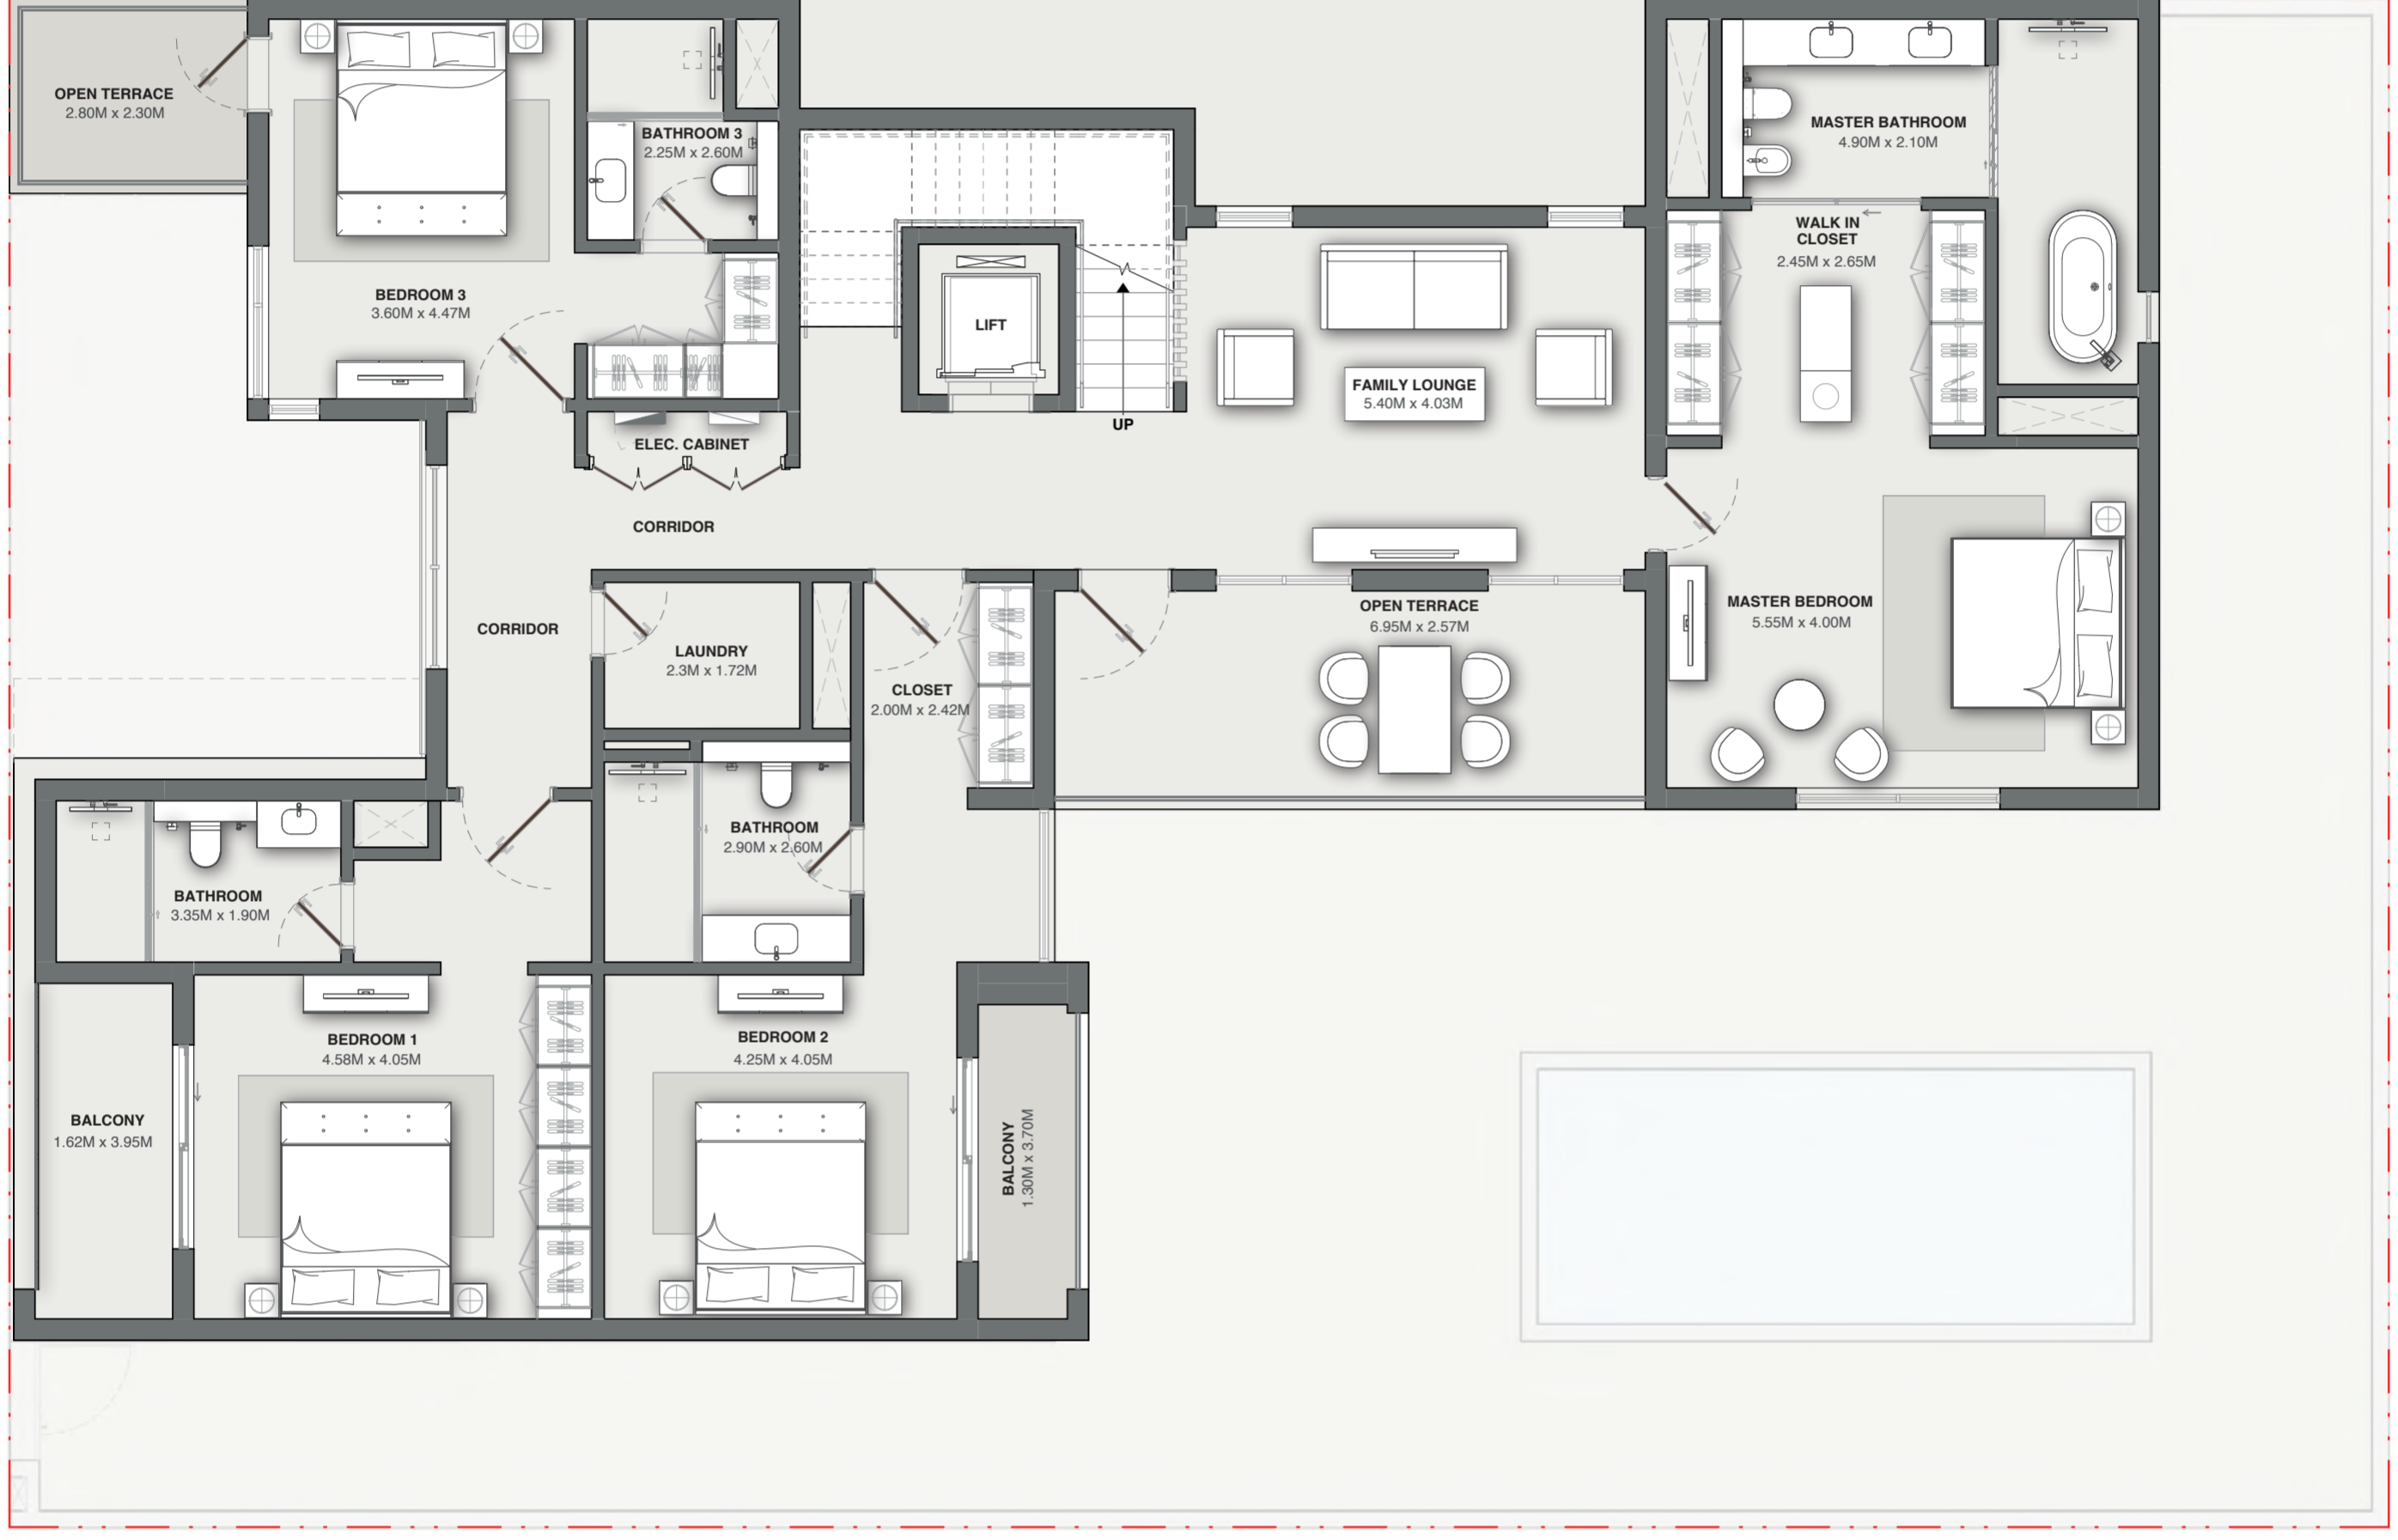 OPEN TERRACE
2.80M x 2.30M
BATHROOM 3
2.25M x 2.60M
MASTER BATHROOM
4.90M x 2.10M
WALK IN
CLOSET
2.45M x 2.65M
BEDROOM 3
3.60M x 4.47M
LIFT
FAMILY LOUNGE
5.40M x 4.03M
UP
ELEC. CABINET
CORRIDOR
CORRIDOR
LAUNDRY
2.3M x 1.72M
CLOSET
2.00M x 2.42M
OPEN TERRACE
6.95M x 2.57M
MASTER BEDROOM
5.55M x 4.00M
BATHROOM
2.90M x 2.60M
BATHROOM
3.35M x 1.90M
BEDROOM 1
4.58M x 4.05M
BEDROOM 2
4.25M x 4.05M
BALCONY
1.62M x 3.95M
BALCONY
1.30M x 3.70M